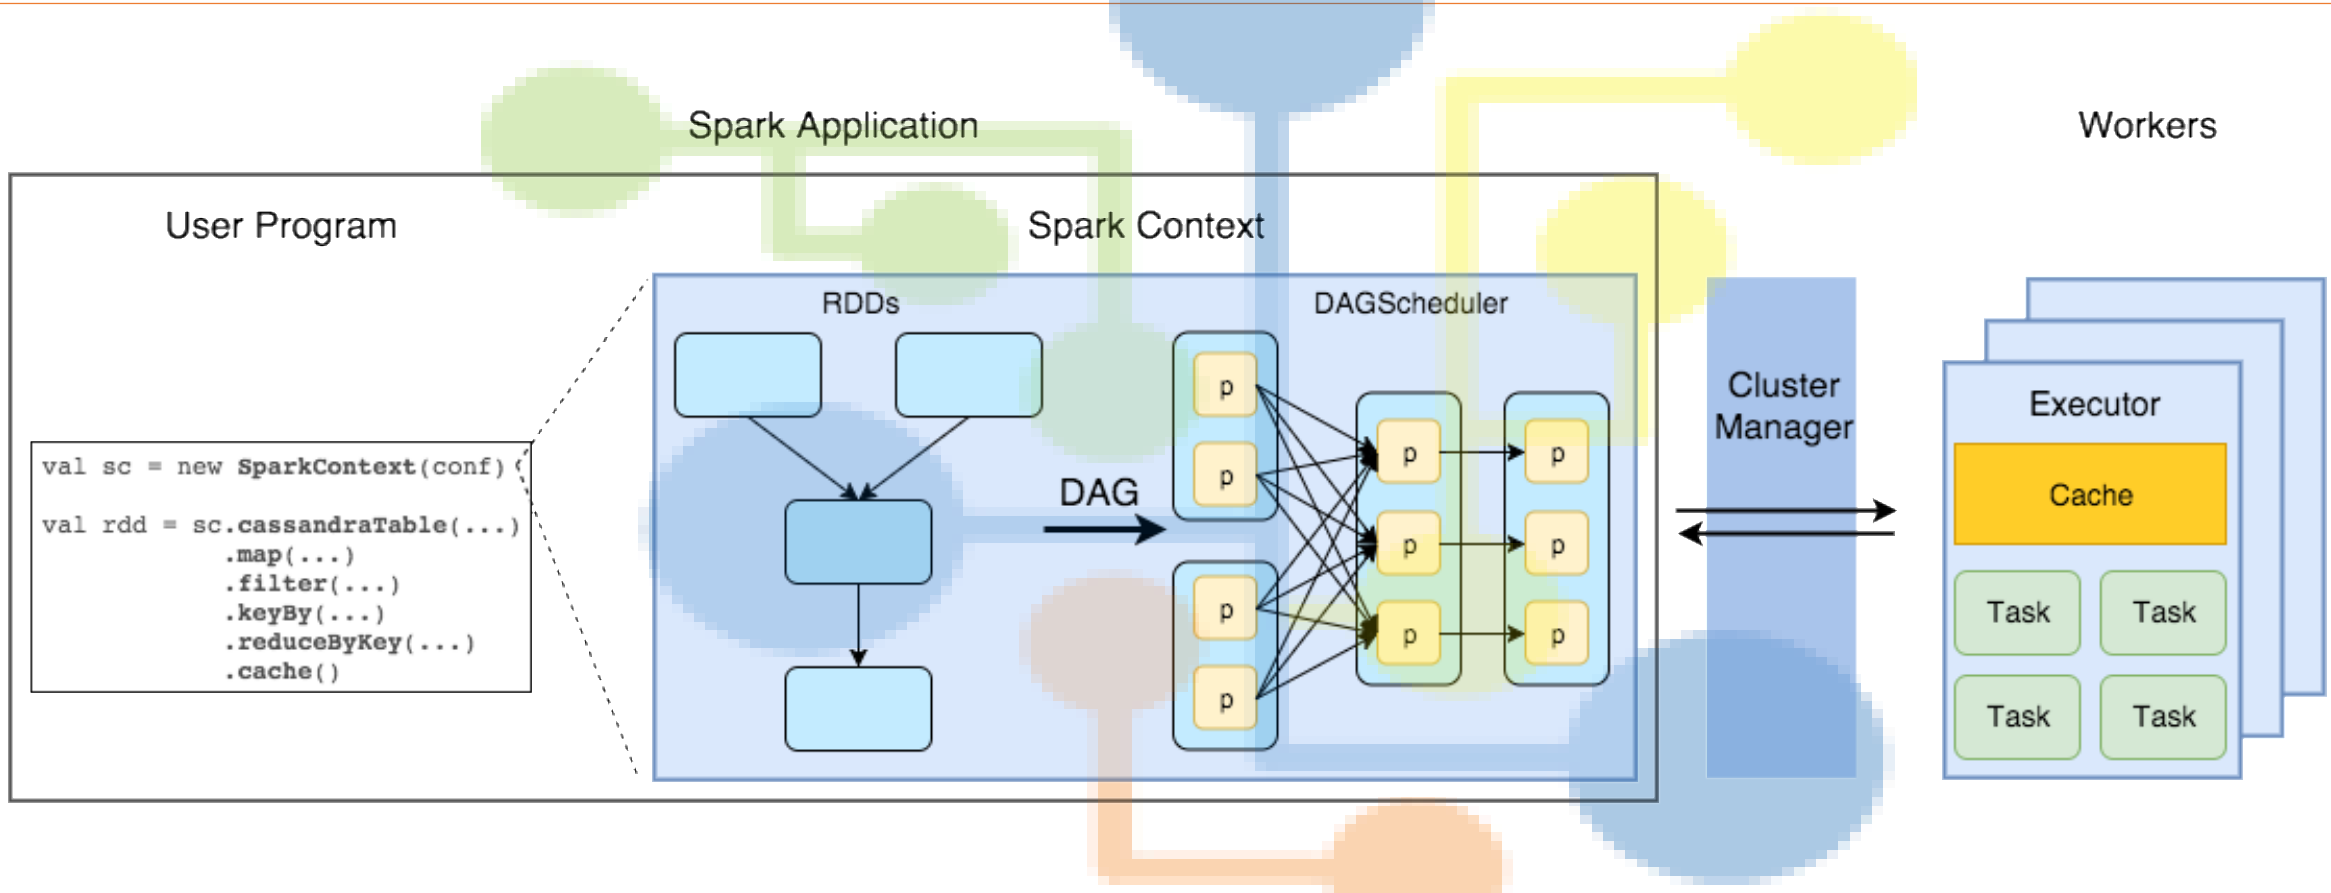 Spark Application
Workers
User Program
Spark Context
RDDs
DAGScheduler
val sc = new SparkContext(conf)
val rdd = sc.cassandraTable(...)
.map(...)
.filter(...)
.keyBy(...)
.reduceByKey(...)
.cache()
DAG
p
p
p
p
p
p
p
p
p
p
Cluster
Manager
Executor
Cache
Task Task
Task Task